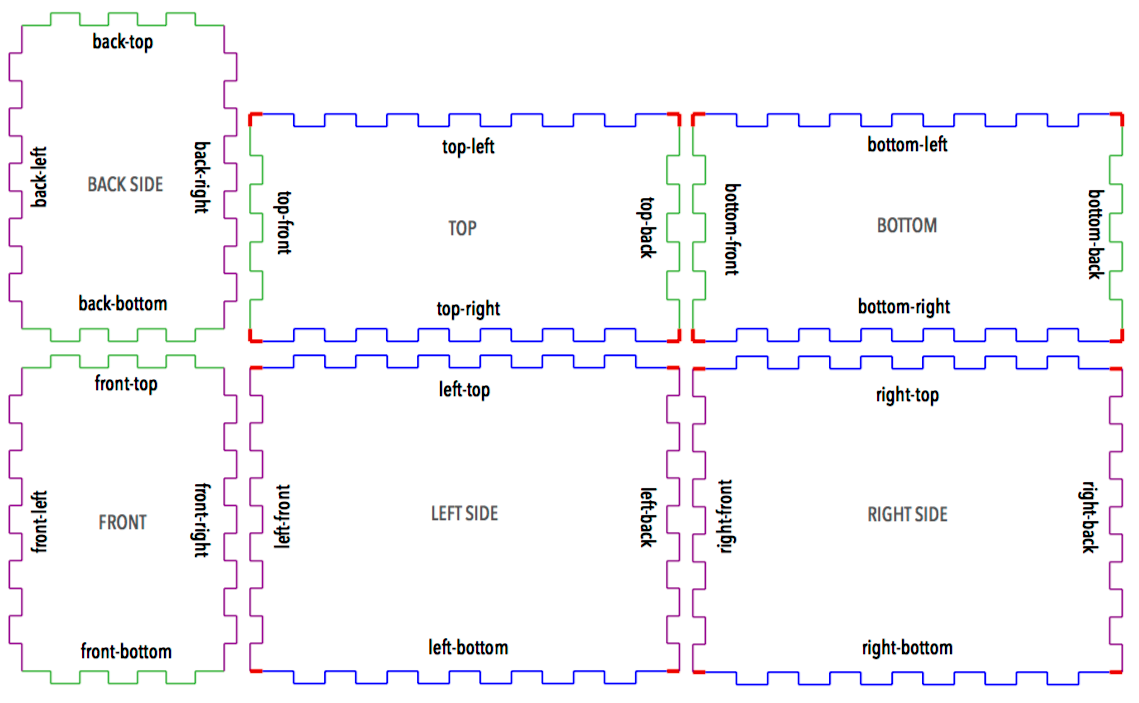 back-top
back-left
BACK SIDE
back-right
back-bottom
top-left
top-front
TOP
top-back
top-right
bottom-left
bottom-front
BOTTOM
bottom-back
bottom-right
front-top
front-left
FRONT
front-right
front-bottom
left-top
left-front
LEFT SIDE
left-back
left-bottom
right-top
right-front
RIGHT SIDE
right-back
right-bottom